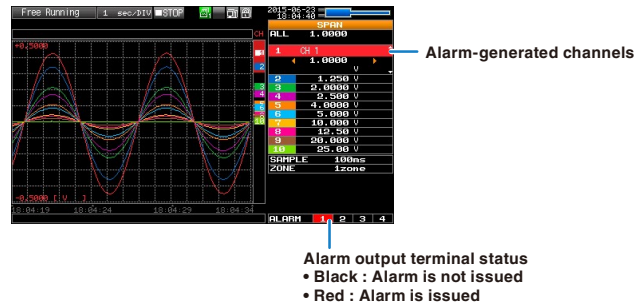 Free Running 1 sec/DIV ■STOP 2015-06-23 18:04:40
SPAN
ALL 1.0000
CH
+0.5000
1 CH 1
1.0000
V
2 1.250 V
3 2.0000 V
4 2.500 V
5 4.0000 V
6 5.000 V
7 10.000 V
8 12.50 V
9 20.000 V
10 25.00 V
SAMPLE 100ms
ZONE 1zone
-0.5000 [ V ]
18:04:19 18:04:24 18:04:29 18:04:34
ALARM 1 2 3 4
Alarm-generated channels
Alarm output terminal status
• Black : Alarm is not issued
• Red : Alarm is issued